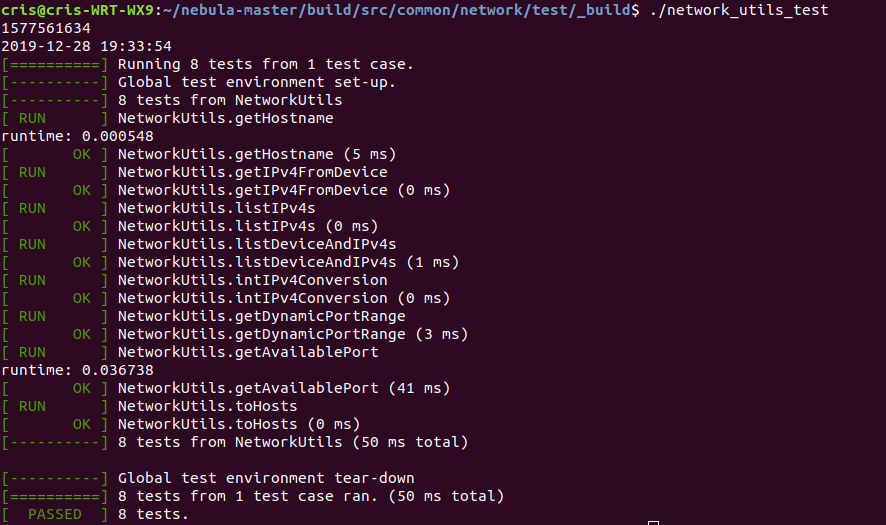 cris@cris-WRT-WX9:~/nebula-master/build/src/common/network/test/_build$ ./network_utils_test
1577561634
2019-12-28 19:33:54
[==========] Running 8 tests from 1 test case.
[----------] Global test environment set-up.
[----------] 8 tests from NetworkUtils
[ RUN      ] NetworkUtils.getHostname
runtime: 0.000548
[       OK ] NetworkUtils.getHostname (5 ms)
[ RUN      ] NetworkUtils.getIPv4FromDevice
[       OK ] NetworkUtils.getIPv4FromDevice (0 ms)
[ RUN      ] NetworkUtils.listIPv4s
[       OK ] NetworkUtils.listIPv4s (0 ms)
[ RUN      ] NetworkUtils.listDeviceAndIPv4s
[       OK ] NetworkUtils.listDeviceAndIPv4s (1 ms)
[ RUN      ] NetworkUtils.intIPv4Conversion
[       OK ] NetworkUtils.intIPv4Conversion (0 ms)
[ RUN      ] NetworkUtils.getDynamicPortRange
[       OK ] NetworkUtils.getDynamicPortRange (3 ms)
[ RUN      ] NetworkUtils.getAvailablePort
runtime: 0.036738
[       OK ] NetworkUtils.getAvailablePort (41 ms)
[ RUN      ] NetworkUtils.toHosts
[       OK ] NetworkUtils.toHosts (0 ms)
[----------] 8 tests from NetworkUtils (50 ms total)

[----------] Global test environment tear-down
[==========] 8 tests from 1 test case ran. (50 ms total)
[  PASSED  ] 8 tests.